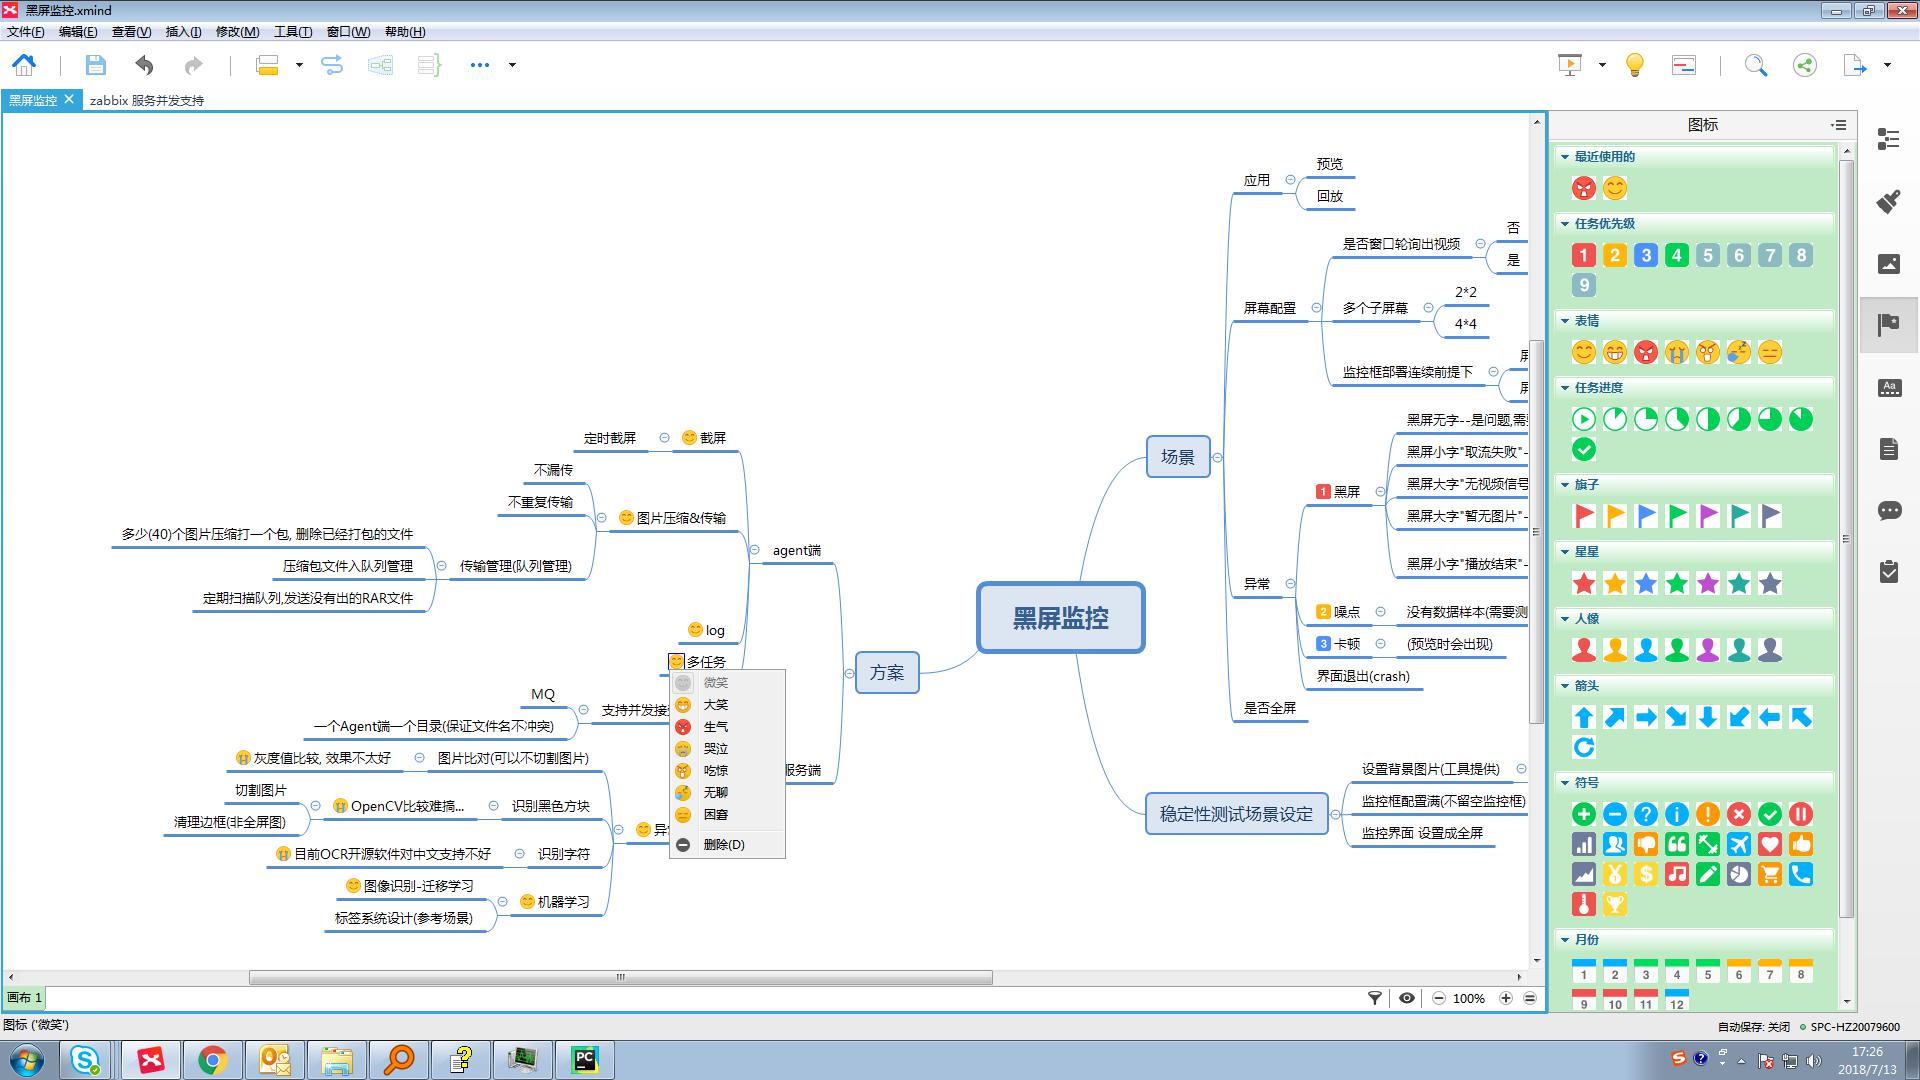 黑屏监控.xmind
文件(F) 编辑(E) 查看(V) 插入(I) 修改(M) 工具(T) 窗口(W) 帮助(H)
黑屏监控 zabbix 服务并发支持
黑屏监控
场景
应用
预览
回放
屏幕配置
是否窗口轮询出视频
否
是
多个子屏幕
2*2
4*4
监控框部署连续前提下
异常
1 黑屏
黑屏无字--是问题,需
黑屏小字"取流失败"-
黑屏大字"无视频信号
黑屏大字"暂无图片"-
黑屏小字"播放结束"-
2 噪点
没有数据样本(需要测
3 卡顿
(预览时会出现)
界面退出(crash)
是否全屏
稳定性测试场景设定
设置背景图片(工具提供)
监控框配置满(不留空监控框)
监控界面 设置成全屏
方案
agent端
截屏
定时截屏
图片压缩&传输
不漏传
不重复传输
传输管理(队列管理)
多少(40)个图片压缩打一个包, 删除已经打包的文件
压缩包文件入队列管理
定期扫描队列,发送没有出的RAR文件
log
多任务
服务端
支持并发接
MQ
一个Agent端一个目录(保证文件名不冲突)
异
图片比对(可以不切割图片)
灰度值比较, 效果不太好
识别黑色方块
OpenCV比较难搞...
切割图片
清理边框(非全屏图)
识别字符
目前OCR开源软件对中文支持不好
机器学习
图像识别-迁移学习
标签系统设计(参考场景)
微笑
大笑
生气
哭泣
吃惊
无聊
困窘
删除(D)
图标
最近使用的
任务优先级
1 2 3 4 5 6 7 8
9
表情
任务进度
旗子
星星
人像
箭头
符号
月份
1 2 3 4 5 6 7 8
9 10 11 12
Aa
画布 1
100%
图标 ('微笑')
自动保存: 关闭 SPC-HZ20079600
PC
17:26
2018/7/13